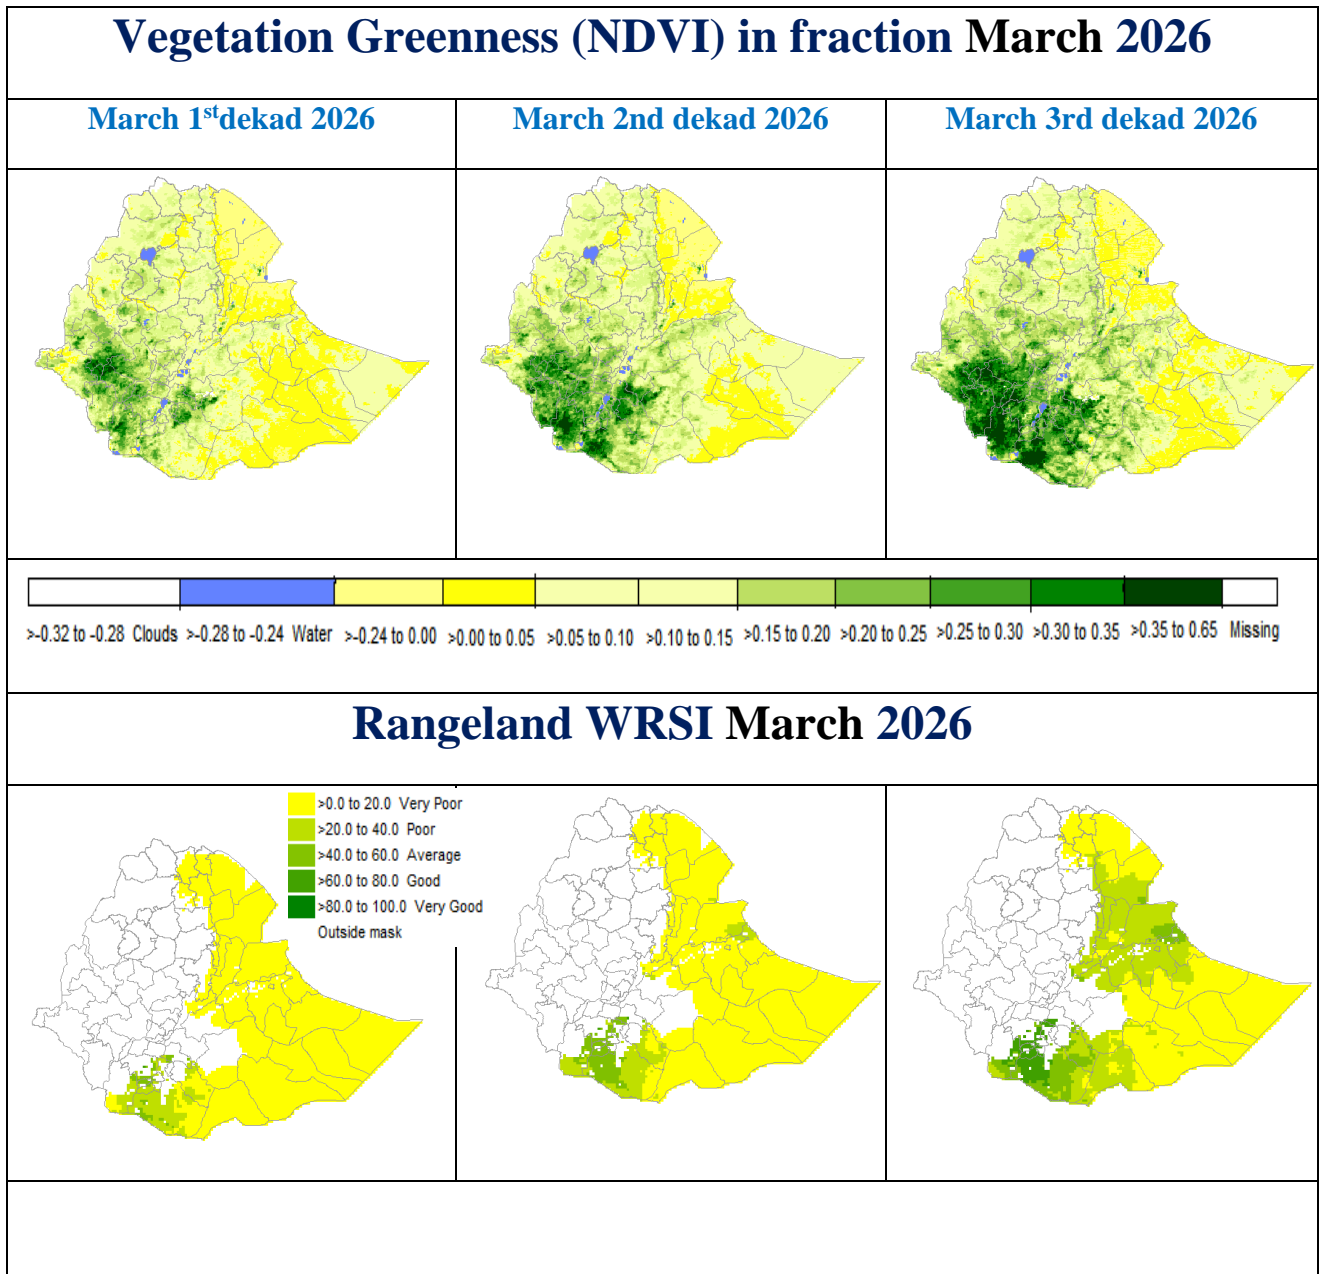 Vegetation Greenness (NDVI) in fraction March 2026
March 1stdekad 2026
March 2nd dekad 2026
March 3rd dekad 2026
>-0.32 to -0.28 Clouds >-0.28 to -0.24 Water >-0.24 to 0.00 >0.00 to 0.05 >0.05 to 0.10 >0.10 to 0.15 >0.15 to 0.20 >0.20 to 0.25 >0.25 to 0.30 >0.30 to 0.35 >0.35 to 0.65 Missing
Rangeland WRSI March 2026
>0.0 to 20.0 Very Poor
>20.0 to 40.0 Poor
>40.0 to 60.0 Average
>60.0 to 80.0 Good
>80.0 to 100.0 Very Good
Outside mask